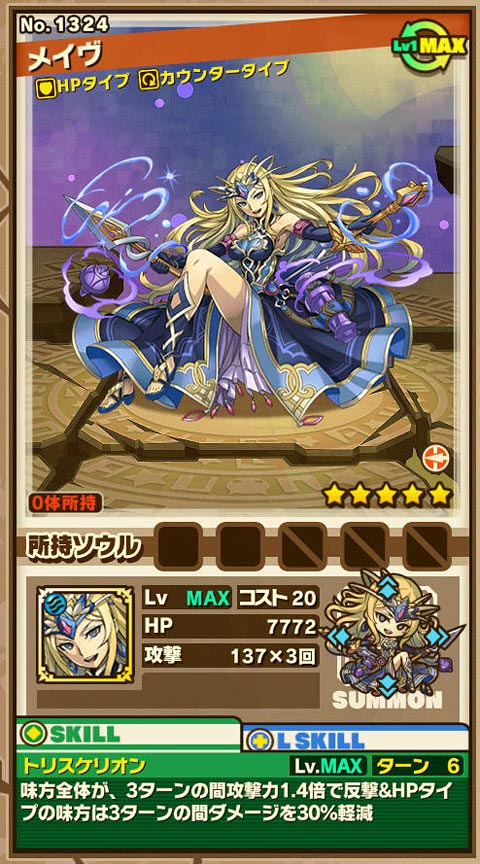 No. 1324
Lv1 MAX
メイヴ
HPタイプ カウンタータイプ
0体所持
所持ソウル
Lv MAX コスト 20
HP 7772
攻撃 137×3回
SUMMON
SKILL
L SKILL
トリスケリオン Lv.MAX ターン 6
味方全体が、3ターンの間攻撃力1.4倍で反撃&HPタイ
プの味方は3ターンの間ダメージを30%軽減